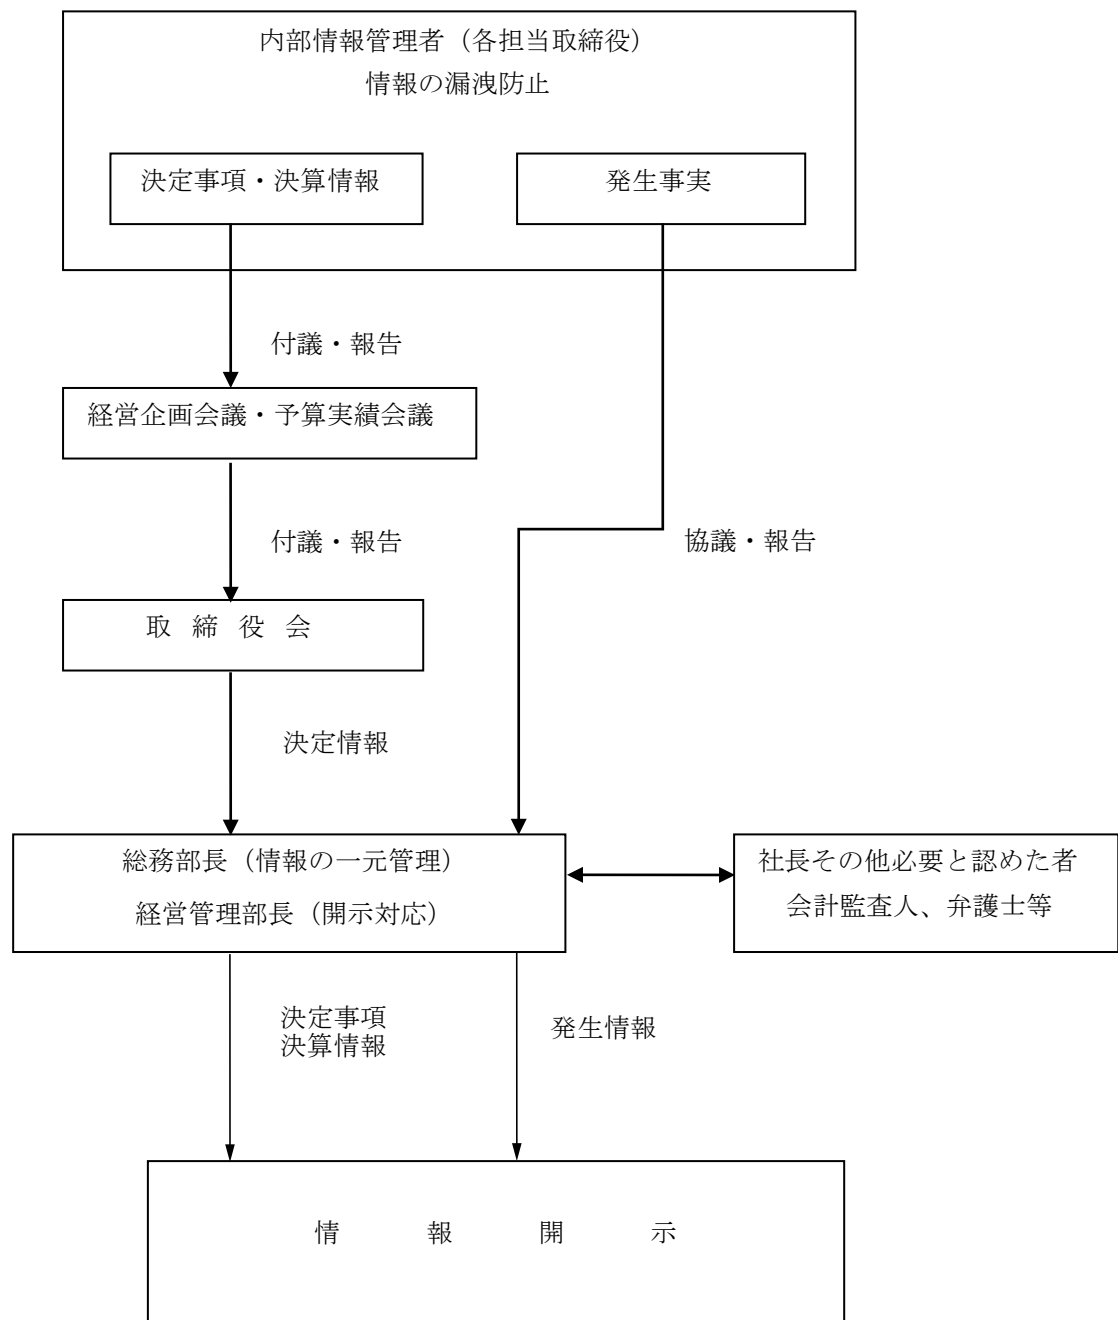 内部情報管理者（各担当取締役）
情報の漏洩防止
決定事項・決算情報
発生事実
付議・報告
経営企画会議・予算実績会議
付議・報告
協議・報告
取 締 役 会
決定情報
総務部長（情報の一元管理）
経営管理部長（開示対応）
社長その他必要と認めた者
会計監査人、弁護士等
決定事項
決算情報
発生情報
情 報 開 示